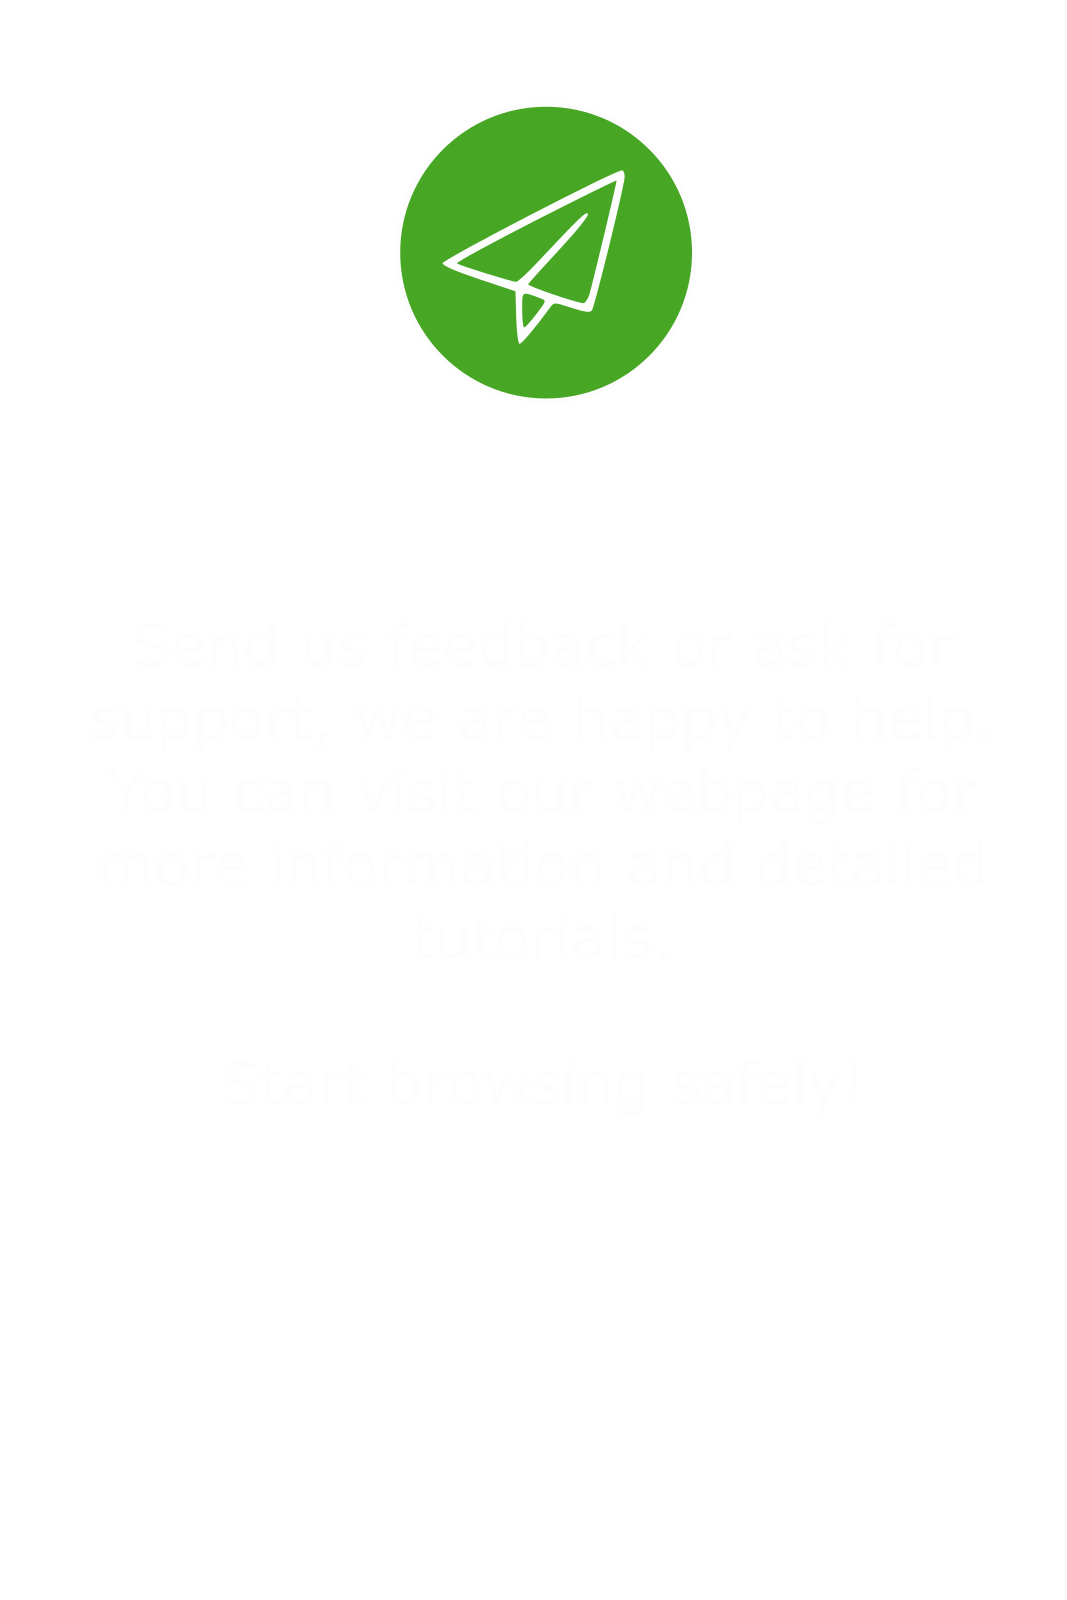 Send us feedback or ask for
support, we are happy to help.
You can visit our webpage for
more information and detailed
tutorials.
Start browsing safely!